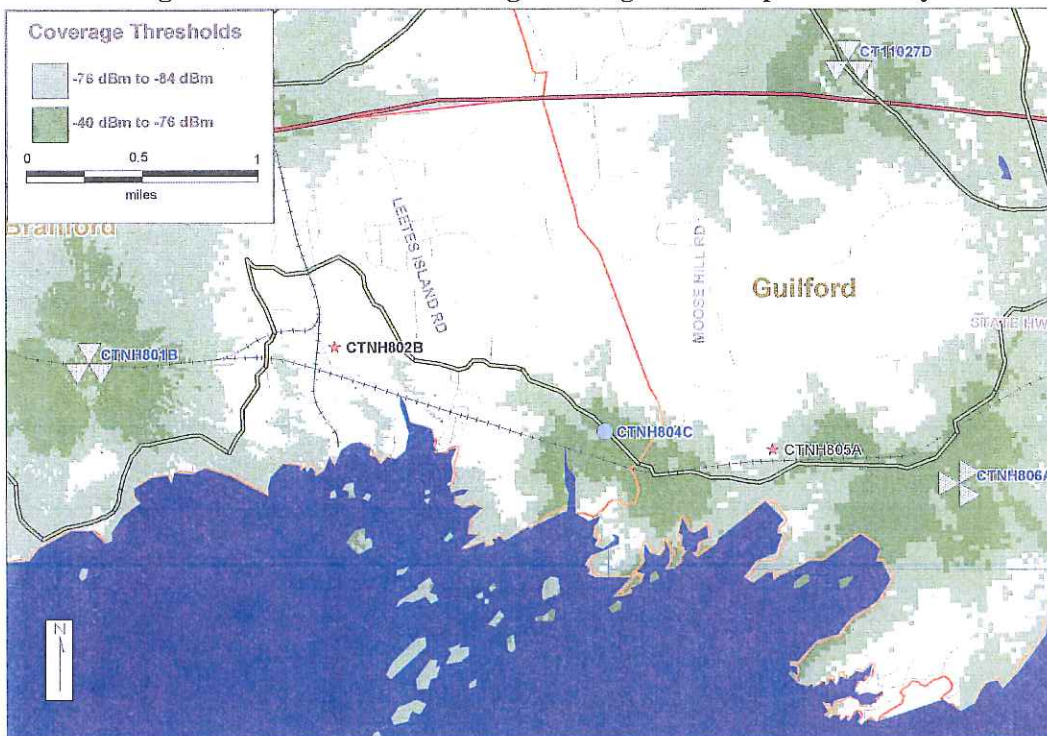 Coverage Thresholds
-76 dBm to -84 dBm
-40 dBm to -76 dBm
0 0.5 1
miles
CT11027D
Branford
LEETES ISLAND RD
MOOSE HILL RD
Guilford
STATE HW
CTNH802B
CTNH801B
CTNH804C
CTNH805A
CTNH806A
N